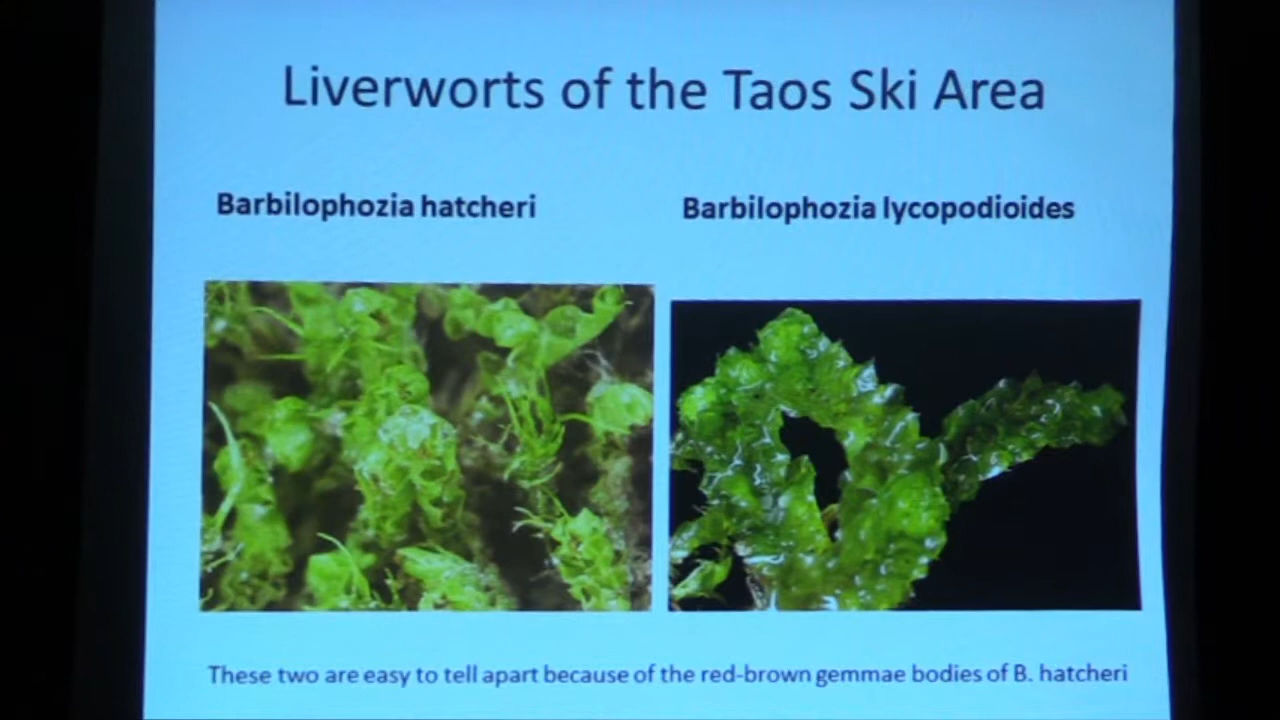 Liverworts of the Taos Ski Area
Barbilophozia hatcheri
Barbilophozia lycopodioides
These two are easy to tell apart because of the red-brown gemmae bodies of B. hatcheri